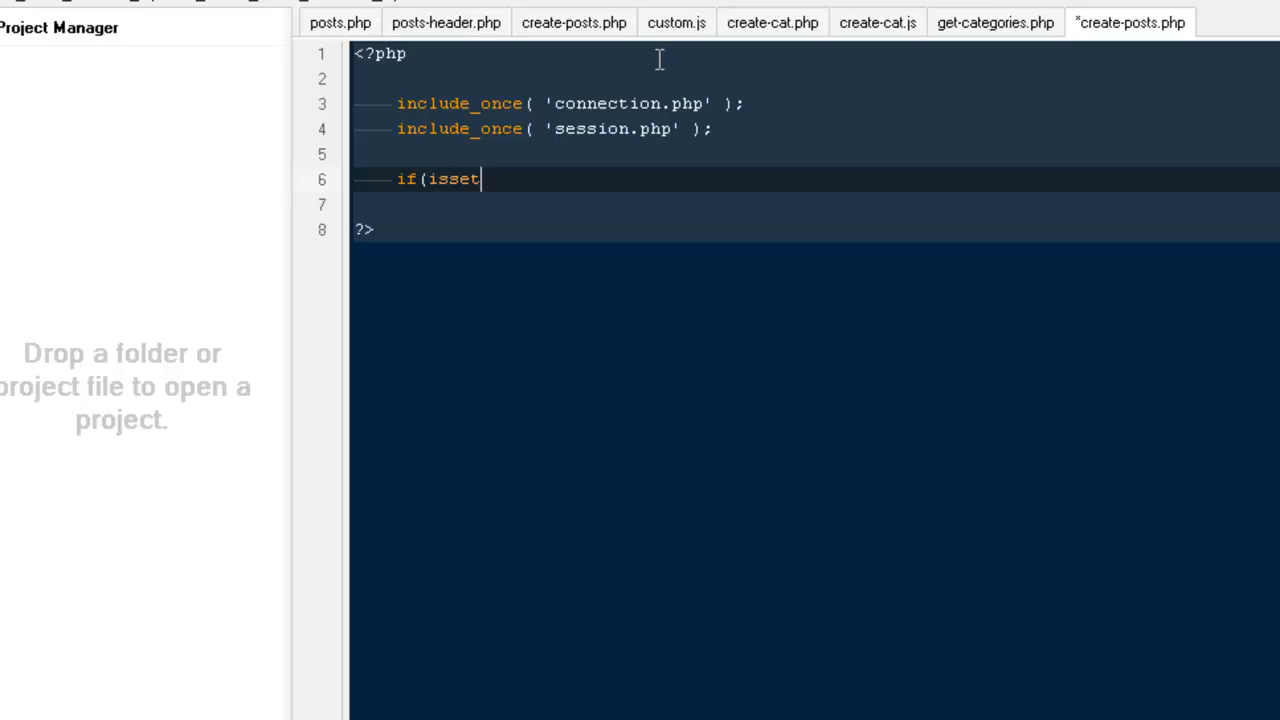 posts.php posts-header.php create-posts.php custom.js create-cat.php create-cat.js get-categories.php *create-posts.php
Project Manager
1 <?php
2
3 include_once( 'connection.php' );
4 include_once( 'session.php' );
5
6 if(isset
7
8 ?>
Drop a folder or
project file to open a
project.